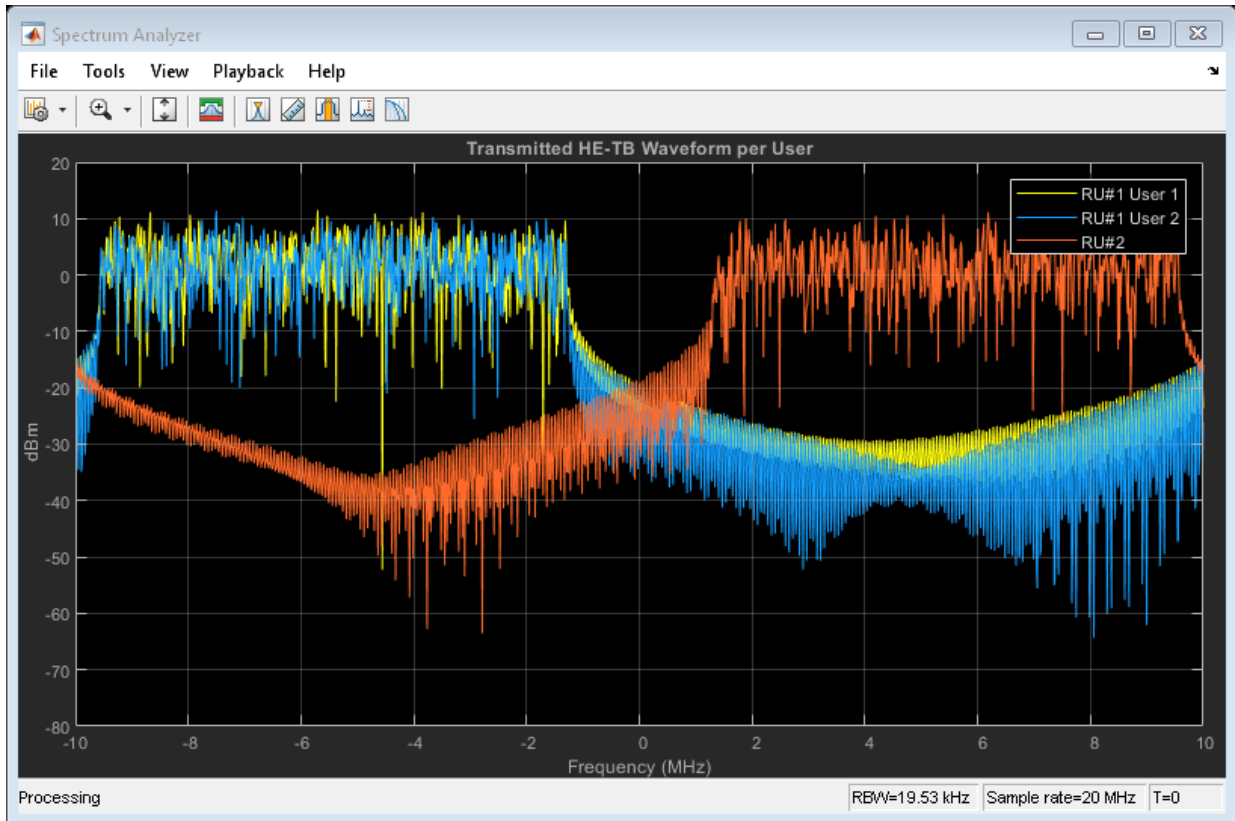 Spectrum Analyzer
File Tools View Playback Help
Transmitted HE-TB Waveform per User
RU#1 User 1
RU#1 User 2
RU#2
20
10
0
-10
-20
-30
-40
-50
-60
-70
-80
dBm
-10 -8 -6 -4 -2 0 2 4 6 8 10
Frequency (MHz)
Processing RBW=19.53 kHz Sample rate=20 MHz T=0